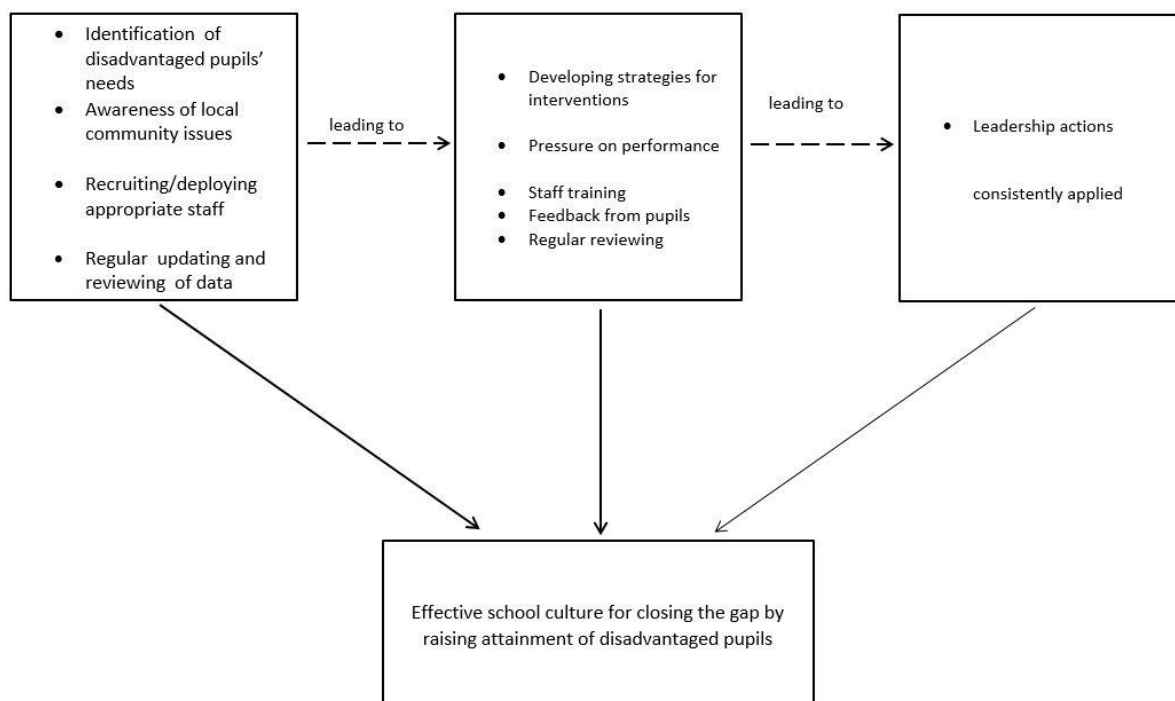 • Identification of
disadvantaged pupils’
needs
• Awareness of local
community issues
• Recruiting/deploying
appropriate staff
• Regular updating and
reviewing of data
leading to
• Developing strategies for
interventions
• Pressure on performance
• Staff training
• Feedback from pupils
• Regular reviewing
leading to
• Leadership actions
consistently applied
Effective school culture for closing the gap by
raising attainment of disadvantaged pupils